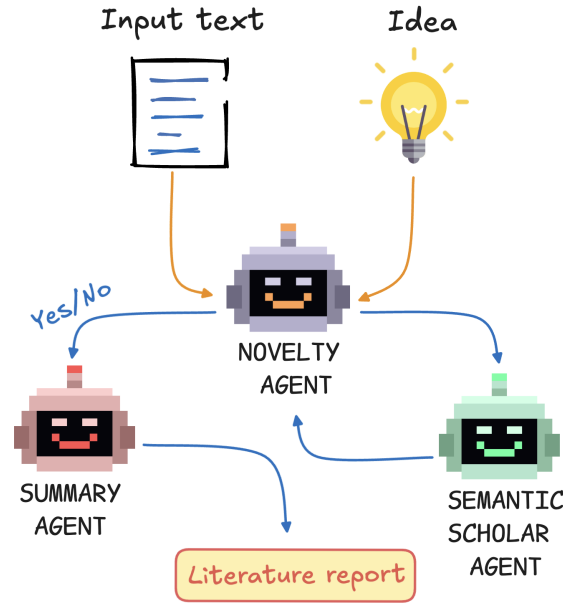 Input text
Idea
Yes/No
NOVELTY
AGENT
SUMMARY
AGENT
SEMANTIC
SCHOLAR
AGENT
Literature report